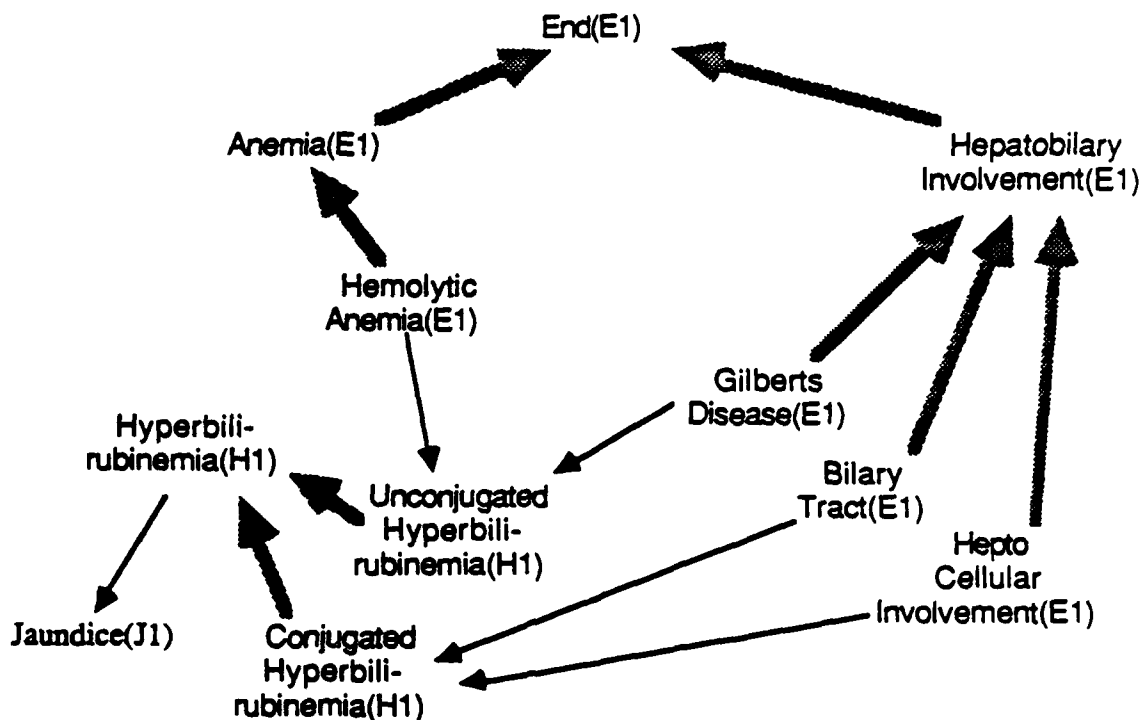 End(E1)
Anemia(E1)
Hepatobilary
Involvement(E1)
Hemolytic
Anemia(E1)
Gilberts
Disease(E1)
Hyperbili-
rubinemia(H1)
Bilary
Tract(E1)
Unconjugated
Hyperbili-
rubinemia(H1)
Hepto
Cellular
Involvement(E1)
Jaundice(J1)
Conjugated
Hyperbili-
rubinemia(H1)